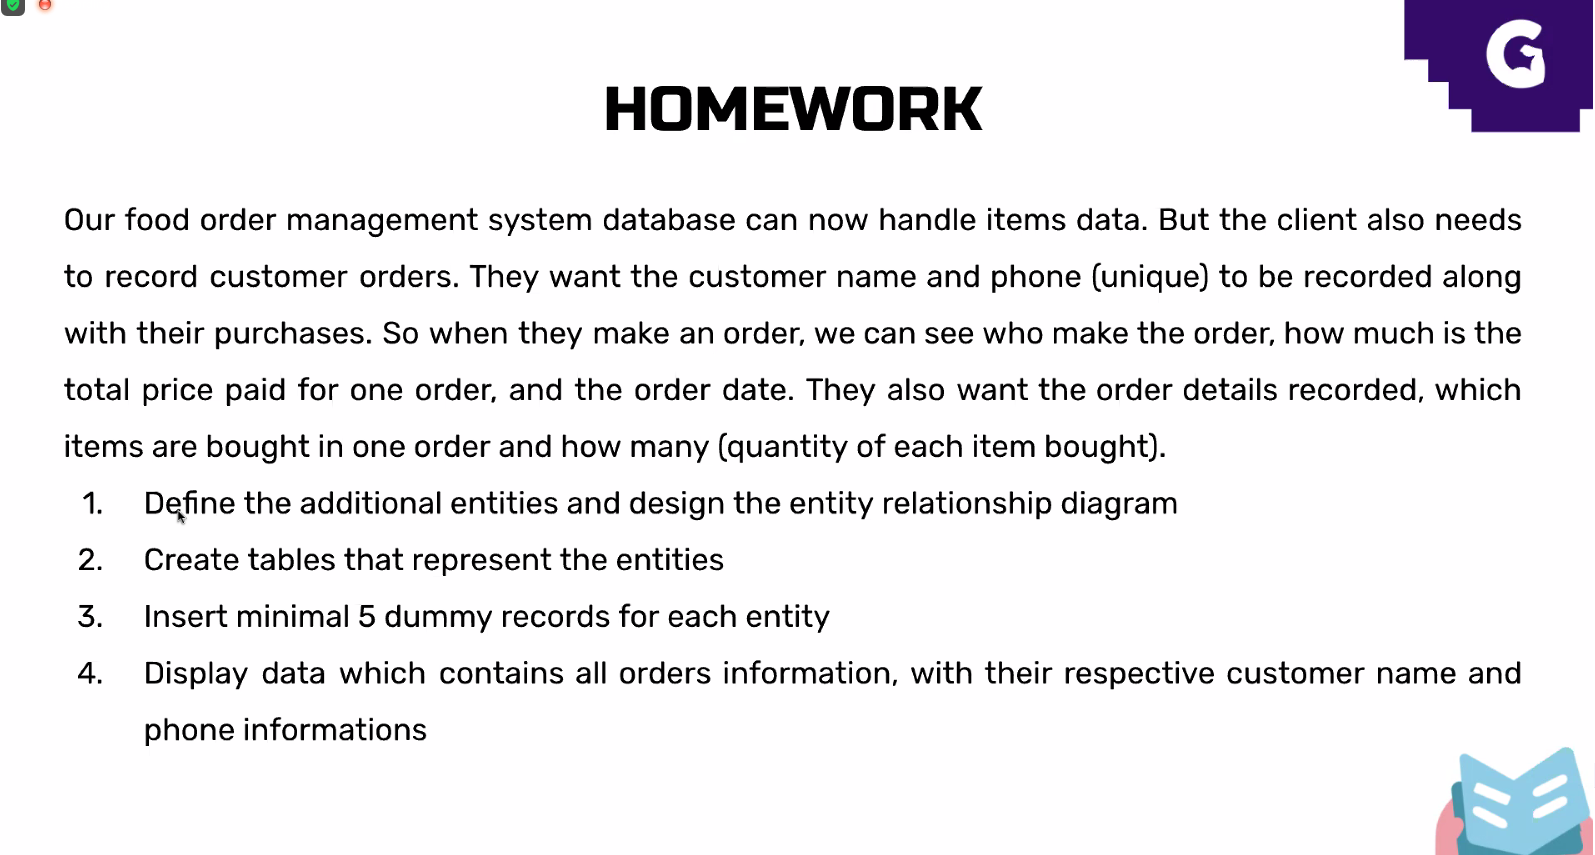 G
HOMEWORK
Our food order management system database can now handle items data. But the client also needs
to record customer orders. They want the customer name and phone (unique) to be recorded along
with their purchases. So when they make an order, we can see who make the order, how much is the
total price paid for one order, and the order date. They also want the order details recorded, which
items are bought in one order and how many (quantity of each item bought).
1. Define the additional entities and design the entity relationship diagram
2. Create tables that represent the entities
3. Insert minimal 5 dummy records for each entity
4. Display data which contains all orders information, with their respective customer name and
phone informations